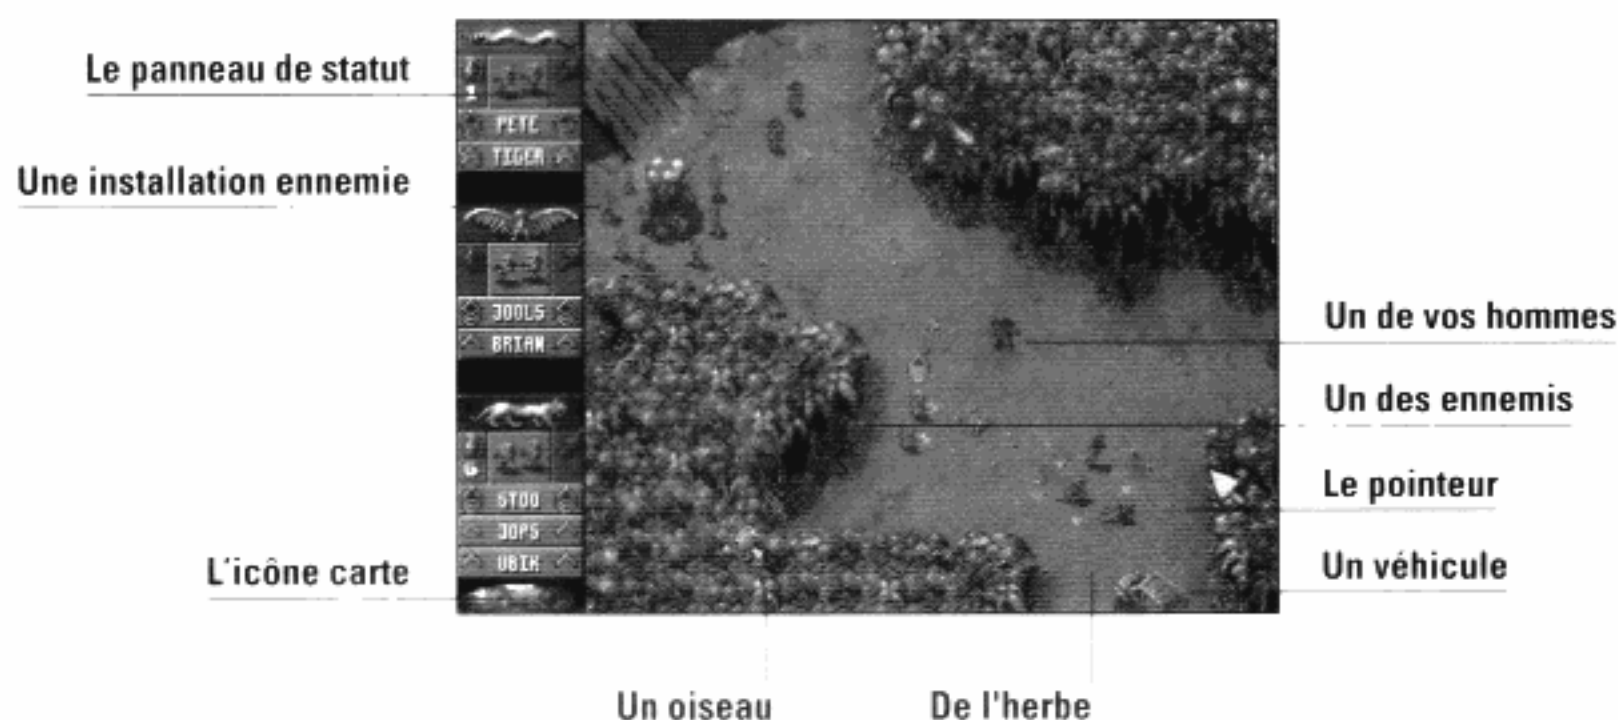 Le panneau de statut
Une installation ennemie
L'icône carte
PETE
TIGER
JOOLS
BRIAN
STOO
JOPS
UBIK
Un de vos hommes
Un des ennemis
Le pointeur
Un véhicule
Un oiseau
De l'herbe